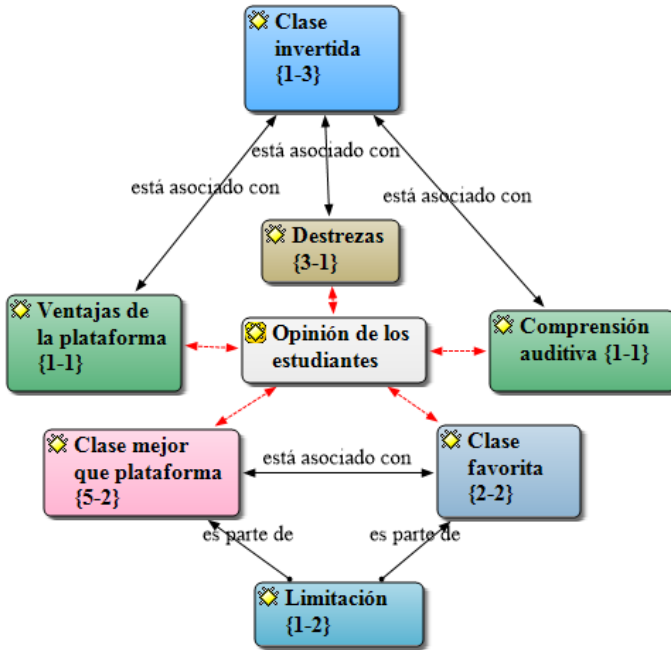 Clase
invertida
{1-3}
está asociado con
está asociado con
está asociado con
Destrezas
{3-1}
Ventajas de
la plataforma
{1-1}
Opinión de los
estudiantes
Comprensión
auditiva {1-1}
Clase mejor
que plataforma
{5-2}
está asociado con
Clase
favorita
{2-2}
es parte de
es parte de
Limitación
{1-2}